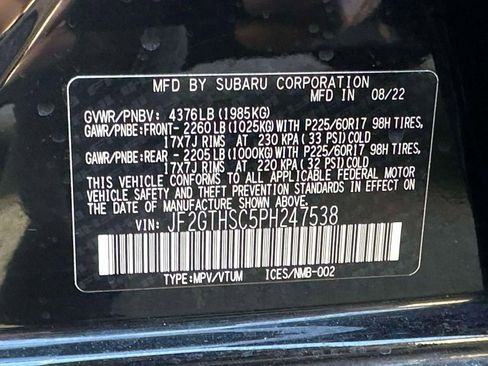 MFD BY SUBARU CORPORATION
MFD IN 08/22
GVWR/PNBV: 4376LB(1985KG)
GAWR/PNBE:FRONT-2260LB(1025KG)WITH P225/60R17 98H TIRES,
17X7J RIMS AT 230 KPA(33 PSI)COLD
GAWR/PNBE:REAR -2205LB(1000KG)WITH P225/60R17 98H TIRES,
17X7J RIMS AT 220 KPA(32 PSI)COLD
THIS VEHICLE CONFORMS TO ALL APPLICABLE FEDERAL MOTOR
VEHICLE SAFETY AND THEFT PREVENTION STANDARDS IN EFFECT ON
THE DATE OF MANUFACTURE SHOWN ABOVE.
VIN: JF2GTHSC5PH247538
TYPE:MPV/VTUM ICES/NMB-002